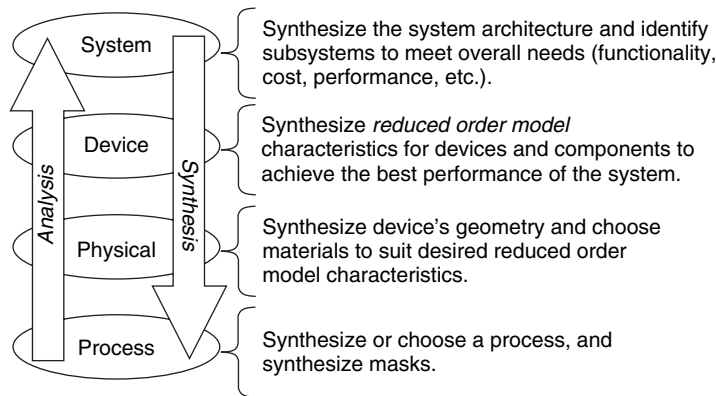 System
Synthesize the system architecture and identify
subsystems to meet overall needs (functionality,
cost, performance, etc.).
Device
Synthesize reduced order model
characteristics for devices and components to
achieve the best performance of the system.
Analysis
Synthesis
Physical
Synthesize device's geometry and choose
materials to suit desired reduced order
model characteristics.
Process
Synthesize or choose a process, and
synthesize masks.